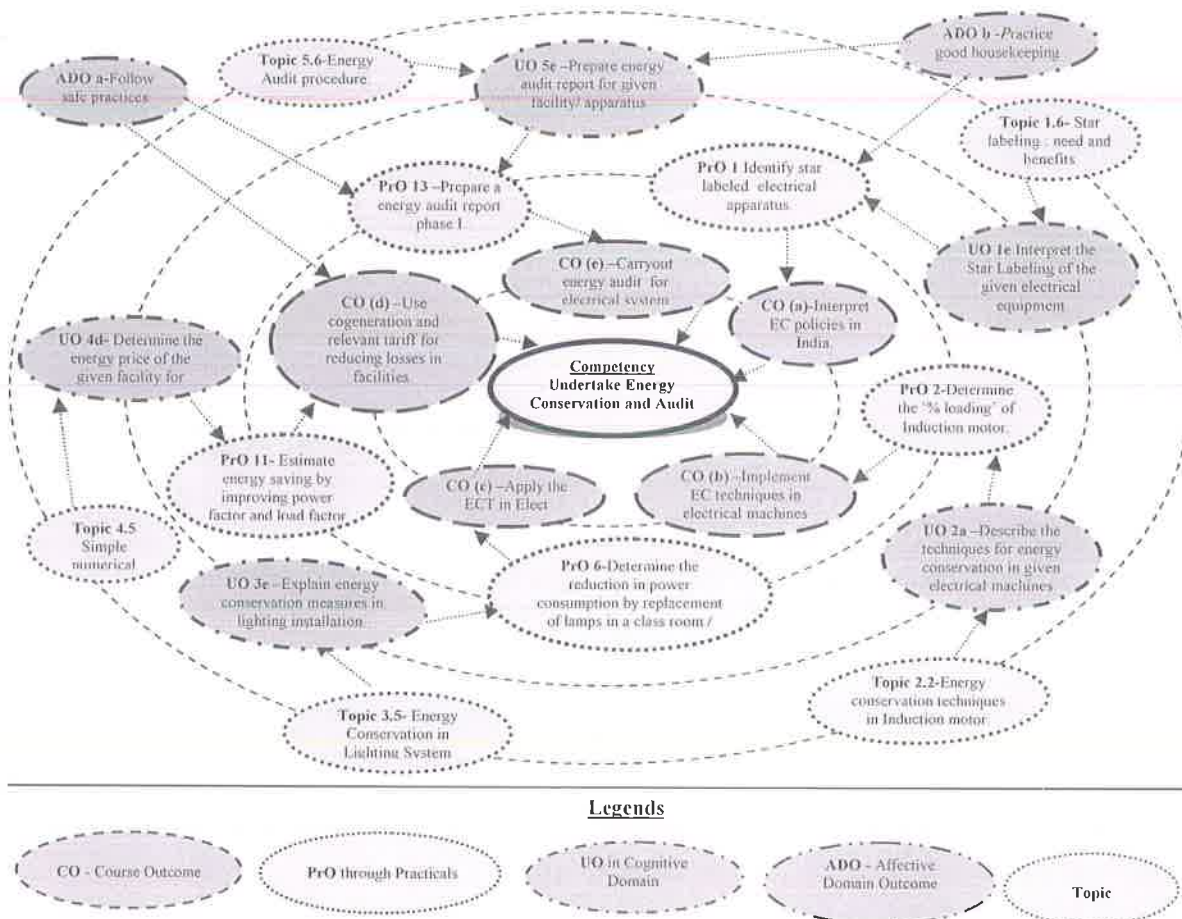 ADO a-Follow
safe practices
Topic 5.6-Energy
Audit procedure
UO 5e –Prepare energy
audit report for given
facility/ apparatus
ADO b -Practice
good housekeeping
Topic 1.6- Star
labeling : need and
benefits
PrO 13 –Prepare a
energy audit report
phase I
PrO 1 Identify star
labeled electrical
apparatus
UO 1e Interpret the
Star Labeling of the
given electrical
equipment
CO (e) –Carryout
energy audit for
electrical system
CO (d) –Use
cogeneration and
relevant tariff for
reducing losses in
facilities
CO (a)-Interpret
EC policies in
India
UO 4d- Determine the
energy price of the
given facility for
Competency
Undertake Energy
Conservation and Audit
PrO 2-Determine
the '% loading' of
Induction motor.
PrO 11- Estimate
energy saving by
improving power
factor and load factor
CO (c) –Apply the
ECT in Elect
CO (b) –Implement
EC techniques in
electrical machines
Topic 4.5
Simple
numerical
UO 2a –Describe the
techniques for energy
conservation in given
electrical machines
UO 3e –Explain energy
conservation measures in
lighting installation
PrO 6-Determine the
reduction in power
consumption by replacement
of lamps in a class room /
Topic 3.5- Energy
Conservation in
Lighting System
Topic 2.2-Energy
conservation techniques
in Induction motor
Legends
CO - Course Outcome
PrO through Practicals
UO in Cognitive
Domain
ADO - Affective
Domain Outcome
Topic